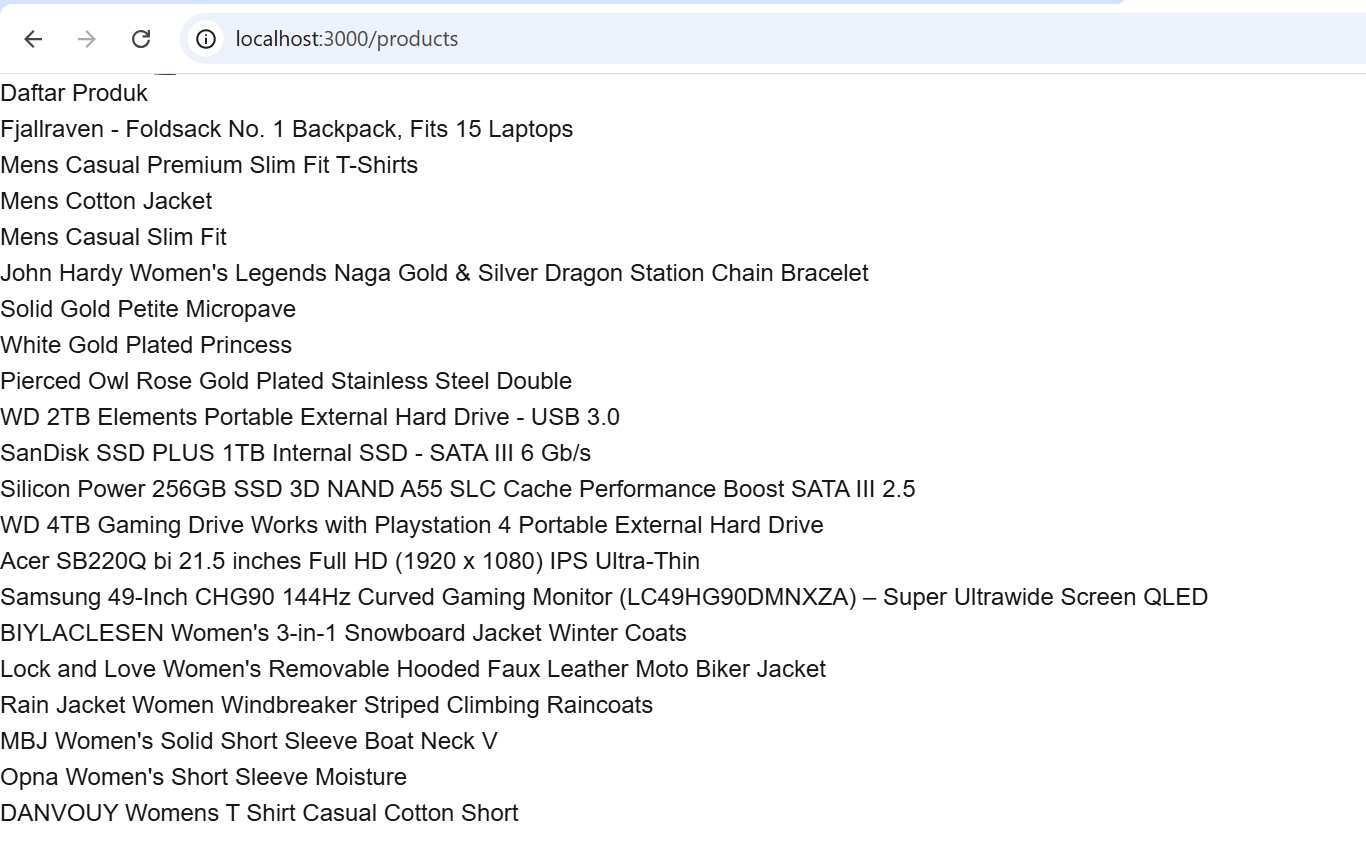 localhost:3000/products
Daftar Produk
Fjallraven - Foldsack No. 1 Backpack, Fits 15 Laptops
Mens Casual Premium Slim Fit T-Shirts
Mens Cotton Jacket
Mens Casual Slim Fit
John Hardy Women's Legends Naga Gold & Silver Dragon Station Chain Bracelet
Solid Gold Petite Micropave
White Gold Plated Princess
Pierced Owl Rose Gold Plated Stainless Steel Double
WD 2TB Elements Portable External Hard Drive - USB 3.0
SanDisk SSD PLUS 1TB Internal SSD - SATA III 6 Gb/s
Silicon Power 256GB SSD 3D NAND A55 SLC Cache Performance Boost SATA III 2.5
WD 4TB Gaming Drive Works with Playstation 4 Portable External Hard Drive
Acer SB220Q bi 21.5 inches Full HD (1920 x 1080) IPS Ultra-Thin
Samsung 49-Inch CHG90 144Hz Curved Gaming Monitor (LC49HG90DMNXZA) – Super Ultrawide Screen QLED
BIYLACLESEN Women's 3-in-1 Snowboard Jacket Winter Coats
Lock and Love Women's Removable Hooded Faux Leather Moto Biker Jacket
Rain Jacket Women Windbreaker Striped Climbing Raincoats
MBJ Women's Solid Short Sleeve Boat Neck V
Opna Women's Short Sleeve Moisture
DANVOUY Womens T Shirt Casual Cotton Short